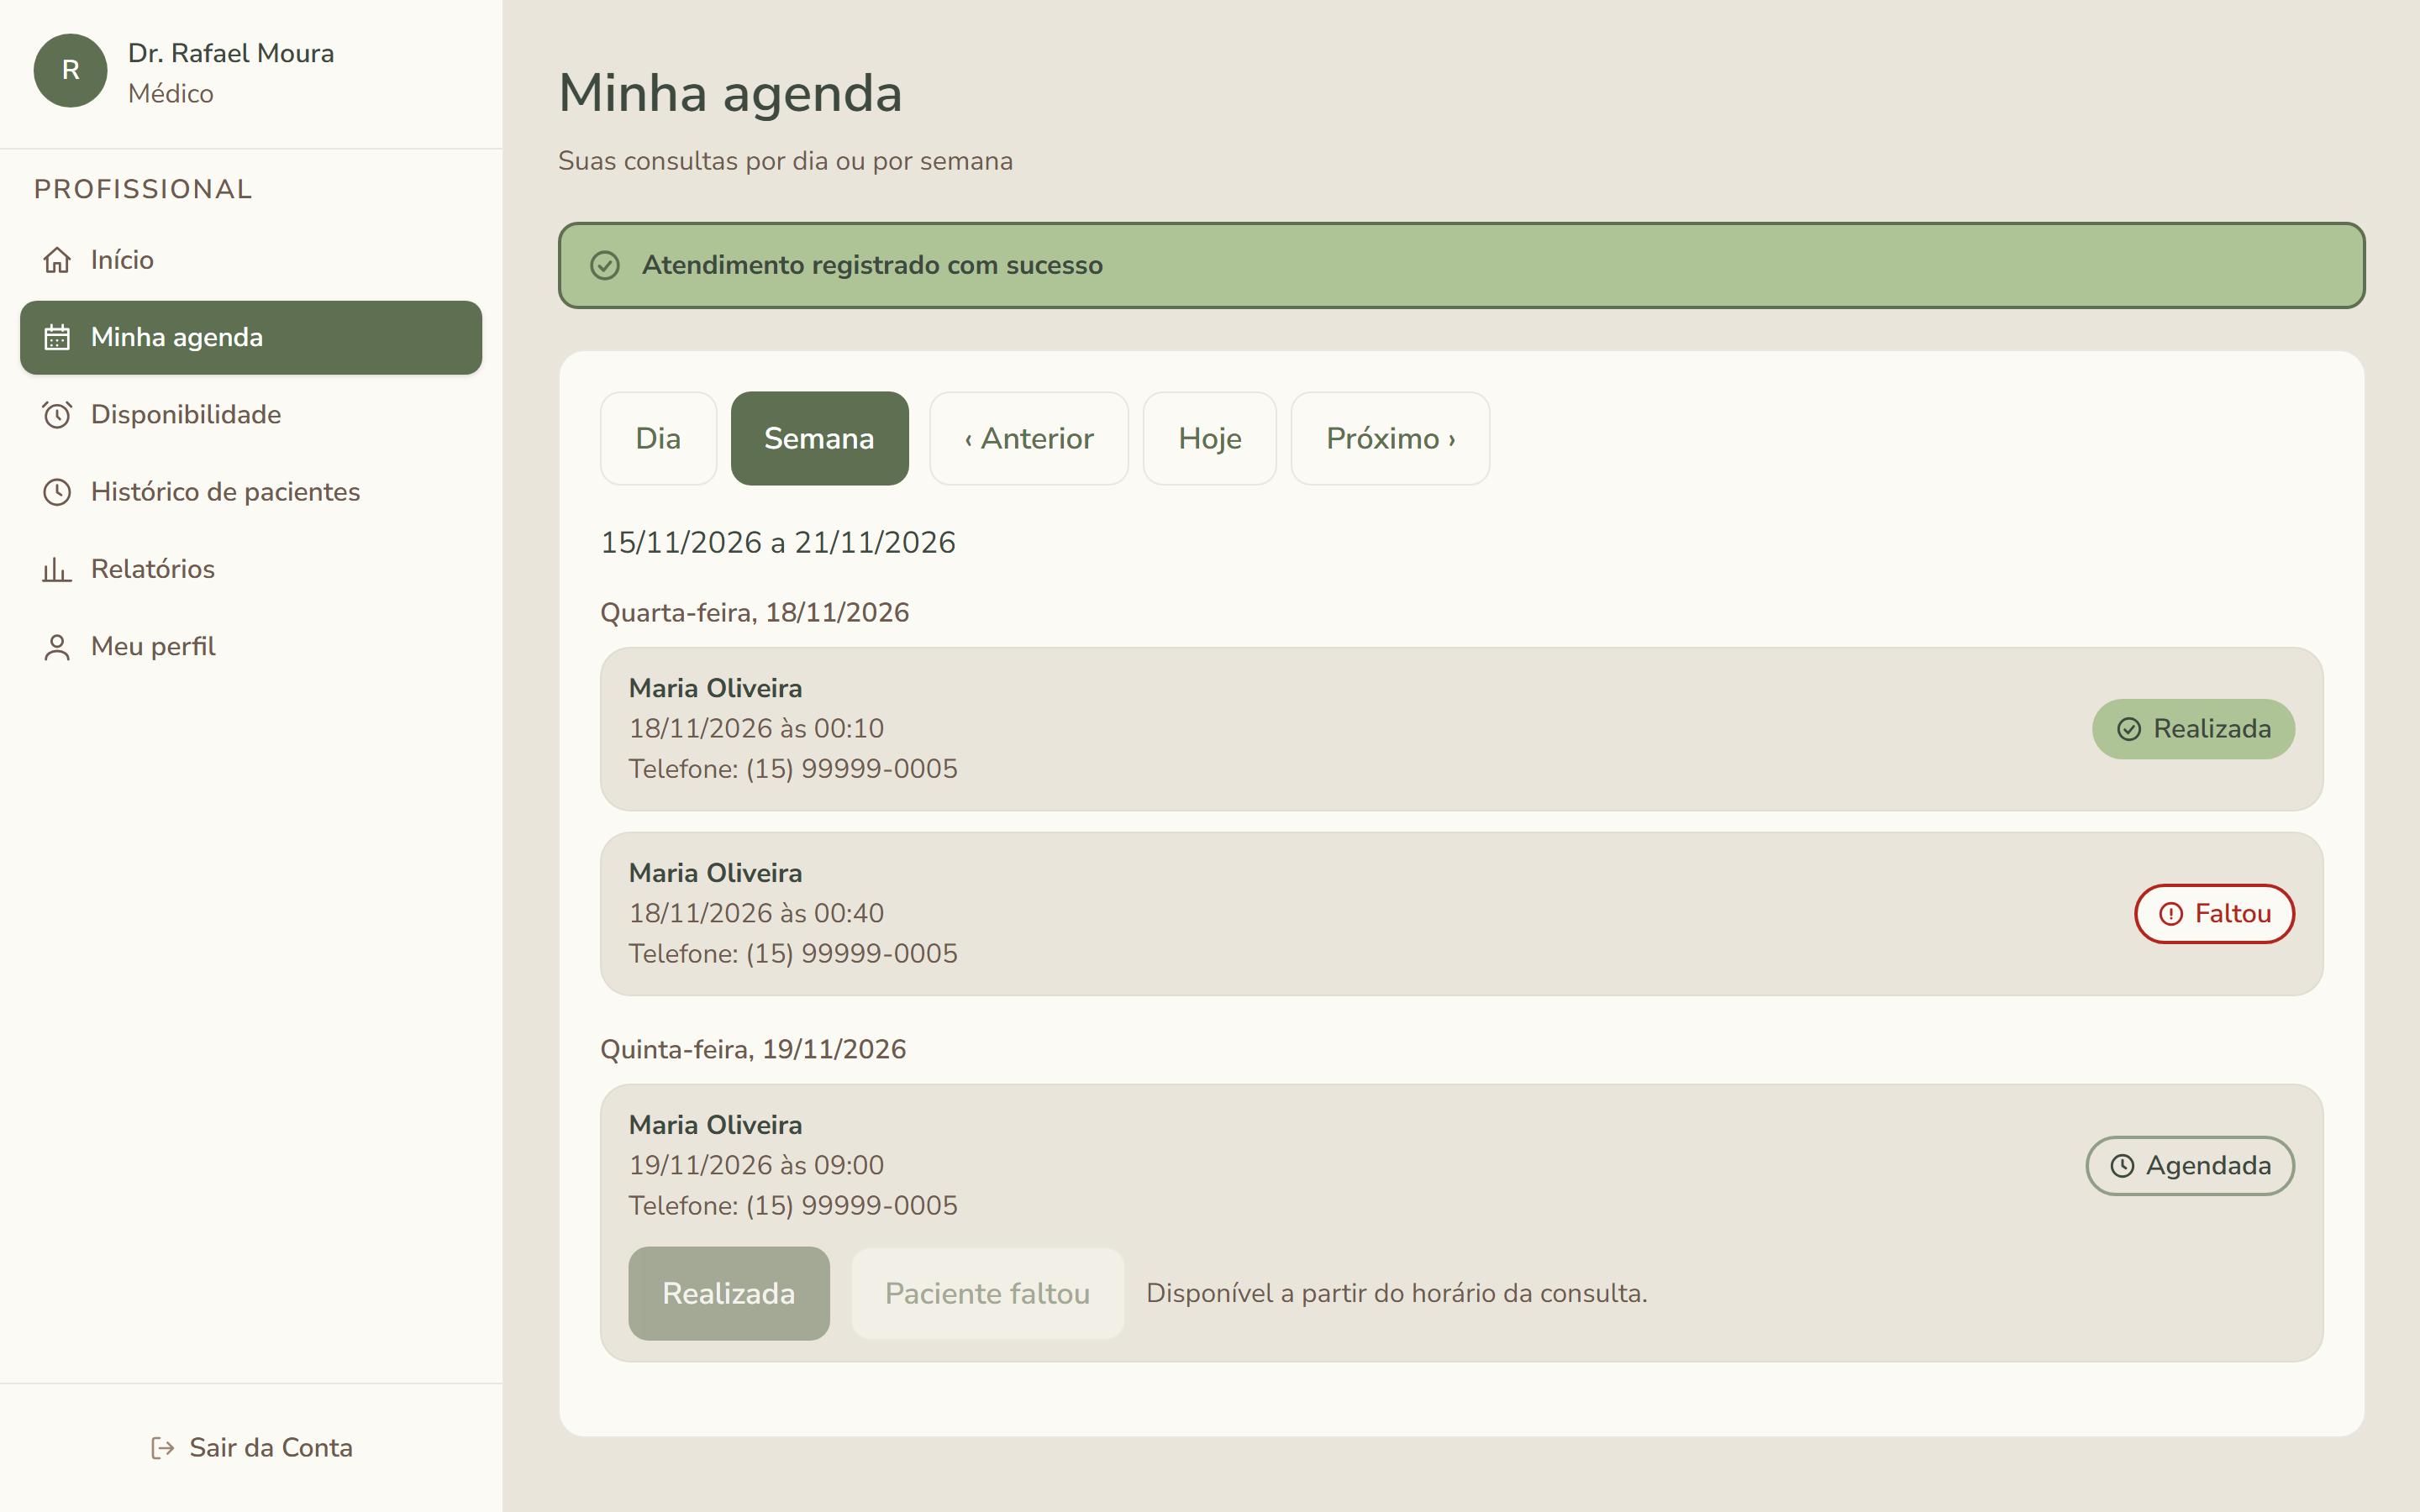 R
Dr. Rafael Moura
Médico
PROFISSIONAL
Início
Minha agenda
Disponibilidade
Histórico de pacientes
Relatórios
Meu perfil
Sair da Conta
Minha agenda
Suas consultas por dia ou por semana
Atendimento registrado com sucesso
Dia
Semana
‹ Anterior
Hoje
Próximo ›
15/11/2026 a 21/11/2026
Quarta-feira, 18/11/2026
Maria Oliveira
18/11/2026 às 00:10
Telefone: (15) 99999-0005
Realizada
Maria Oliveira
18/11/2026 às 00:40
Telefone: (15) 99999-0005
Faltou
Quinta-feira, 19/11/2026
Maria Oliveira
19/11/2026 às 09:00
Telefone: (15) 99999-0005
Agendada
Realizada
Paciente faltou
Disponível a partir do horário da consulta.